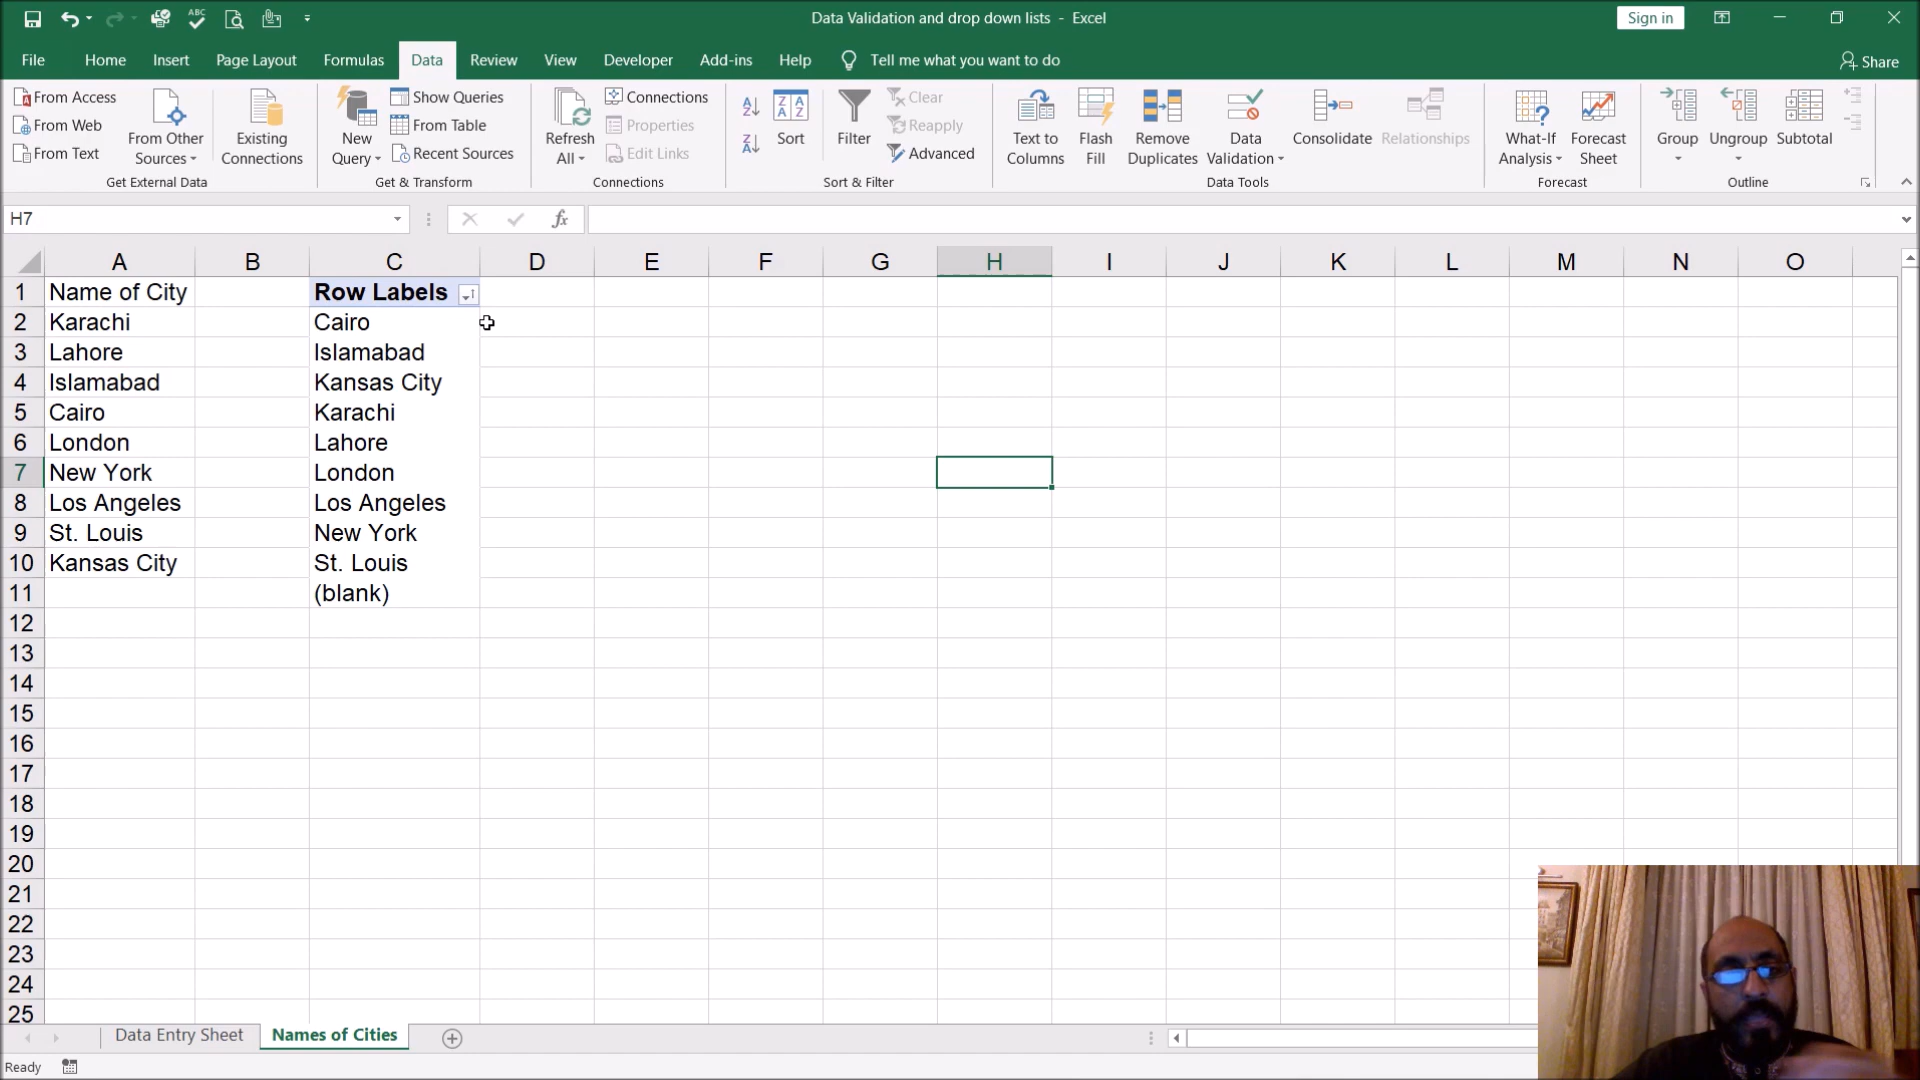 ABC
Data Validation and drop down lists - Excel
Sign in
File Home Insert Page Layout Formulas Data Review View Developer Add-ins Help Tell me what you want to do Share
From Access
From Web
From Text
From Other Sources
Existing Connections
Get External Data
New Query
Show Queries
From Table
Recent Sources
Get & Transform
Refresh All
Connections
Properties
Edit Links
Connections
Sort
Filter
Clear
Reapply
Advanced
Sort & Filter
Text to Columns
Flash Fill
Remove Duplicates
Data Validation
Consolidate
Relationships
Data Tools
What-If Analysis
Forecast Sheet
Forecast
Group
Ungroup
Subtotal
Outline
H7
fx
A B C D E F G H I J K L M N O
1 Name of City Row Labels
2 Karachi Cairo
3 Lahore Islamabad
4 Islamabad Kansas City
5 Cairo Karachi
6 London Lahore
7 New York London
8 Los Angeles Los Angeles
9 St. Louis New York
10 Kansas City St. Louis
11 (blank)
12
13
14
15
16
17
18
19
20
21
22
23
24
25
Data Entry Sheet Names of Cities
Ready